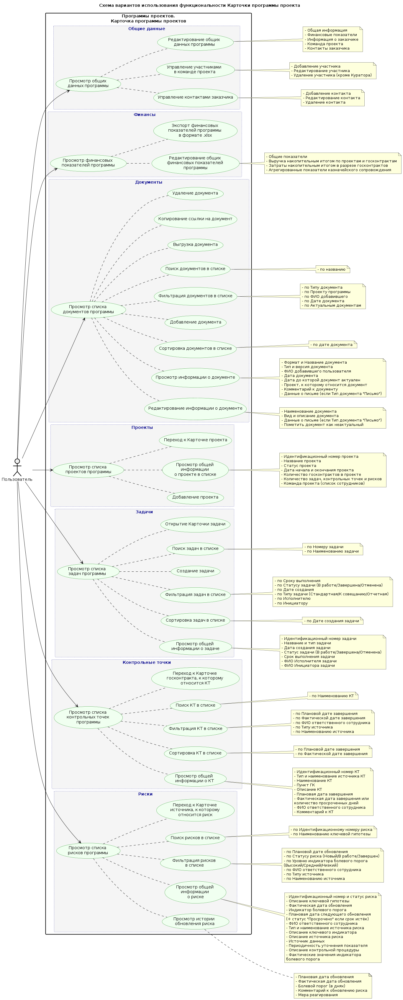 Схема вариантов использования функциональности Карточки программы проекта
Программы проектов.
Карточка программы проектов
Общие данные
Редактирование общих
данных программы
- Общая информация
- Финансовые показатели
- Информация о заказчике
- Команда проекта
- Контакты заказчика
Управление участниками
в команде проекта
- Добавление участника
- Редактирование участника
- Удаление участника (кроме Куратора)
Просмотр общих
данных программы
Управление контактами заказчика
- Добавление контакта
- Редактирование контакта
- Удаление контакта
Финансы
Экспорт финансовых
показателей программы
в формате .xlsx
Просмотр финансовых
показателей программы
Редактирование общих
финансовых показателей
программы
- Общие показатели
- Выручка накопительным итогом по проектам и госконтрактам
- Затраты накопительным итогом в разрезе госконтрактов
- Агрегированные показатели казначейского сопровождения
Документы
Удаление документа
Копирование ссылки на документ
Выгрузка документа
Поиск документов в списке
- по названию
Фильтрация документов в списке
- по Типу документа
- по Проекту программы
- по ФИО добавившего
- по Дате документа
- по Актуальным документам
Просмотр списка
документов программы
Добавление документа
Сортировка документов в списке
- по дате документа
Просмотр информации о документе
- Формат и Название документа
- Тип и версия документа
- ФИО добавившего пользователя
- Дата документа
- Дата до которой документ актуален
- Проект, к которому относится документ
- Комментарий к документу
- Данные о письме (если Тип документа "Письмо")
Редактирование информации о документе
- Наименование документа
- Вид и описание документа
- Данные о письме (если Тип документа "Письмо")
- Пометить документ как неактуальный
Проекты
Переход к Карточке проекта
Пользователь
Просмотр списка
проектов программы
Просмотр общей
информации
о проекте в списке
- Идентификационный номер проекта
- Название проекта
- Статус проекта
- Дата начала и окончания проекта
- Количество госконтрактов в проекте
- Количество задач, контрольных точек и рисков
- Команда проекта (список сотрудников)
Добавление проекта
Задачи
Открытие Карточки задачи
Поиск задач в списке
- по Номеру задачи
- по Наименованию задачи
Просмотр списка
задач программы
Создание задачи
Фильтрация задач в списке
- по Сроку выполнения
- по Статусу задачи (В работе/Завершена/Отменена)
- по Дате создания
- по Типу задачи (Стандартная/К совещанию/Отчетная)
- по Исполнителю
- по Инициатору
Сортировка задач в списке
- по Дате создания задачи
Просмотр общей
информации о задаче
- Идентификационный номер задачи
- Название и тип задачи
- Дата создания задачи
- Статус задачи (В работе/Завершена/Отменена)
- Срок выполнения задачи
- ФИО Исполнителя задачи
- ФИО Инициатора задачи
Контрольные точки
Переход к Карточке
госконтракта, к которому
относится КТ
Поиск КТ в списке
- по Наименованию КТ
Просмотр списка
контрольных точек
программы
Фильтрация КТ в списке
- по Плановой дате завершения
- по Фактической дате завершения
- по ФИО ответственного сотрудника
- по Типу источника
- по Наименованию источника
Сортировка КТ в списке
- по Плановой дате завершения
- по Фактической дате завершения
Просмотр общей
информации о КТ
- Идентификационный номер КТ
- Тип и наименование источника КТ
- Наименование КТ
- Пункт ГК
- Описание КТ
- Плановая дата завершения
- Фактическая дата завершения или
количество просроченных дней
- ФИО ответственного сотрудника
- Комментарий к КТ
Риски
Переход к Карточке
источника, к которому
относится риск
Поиск рисков в списке
- по Идентификационному номеру риска
- по Наименованию ключевой гипотезы
Просмотр списка
рисков программы
Фильтрация рисков
в списке
- по Плановой дате обновления
- по Статусу риска (Новый/В работе/Завершен)
- по Уровню индикатора болевого порога
(Высокий/Средний/Низкий)
- по ФИО ответственного сотрудника
- по Типу источника
- по Наименованию источника
Просмотр общей
информации
о риске
- Идентификационный номер и статус риска
- Описание ключевой гипотезы
- Фактическая дата обновления
- Индикатор болевого порога
- Плановая дата следующего обновления
(+ статус "Просрочено" если срок истёк)
- ФИО ответственного сотрудника
- Тип и наименование источника риска
- Описание ключевого индикатора
- Описание источника риска
- Источник данных
- Периодичность уточнения показателя
- Описание контрольной процедуры
- Фактические значения индикатора
болевого порога
Просмотр истории
обновления риска
- Плановая дата обновления
- Фактическая дата обновления
- Болевой порог (в днях)
- Комментарий к обновлению риска
- Мера реагирования